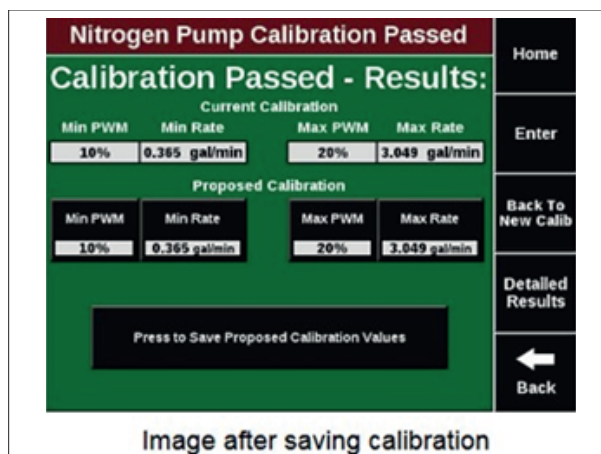 Nitrogen Pump Calibration Passed
Calibration Passed - Results:
Current Calibration
Min PWM Min Rate Max PWM Max Rate
10% 0.365 gal/min 20% 3.049 gal/min
Proposed Calibration
Min PWM Min Rate Max PWM Max Rate
10% 0.365 gal/min 20% 3.049 gal/min
Press to Save Proposed Calibration Values
Home
Enter
Back To
New Calib
Detailed
Results
Back
Image after saving calibration